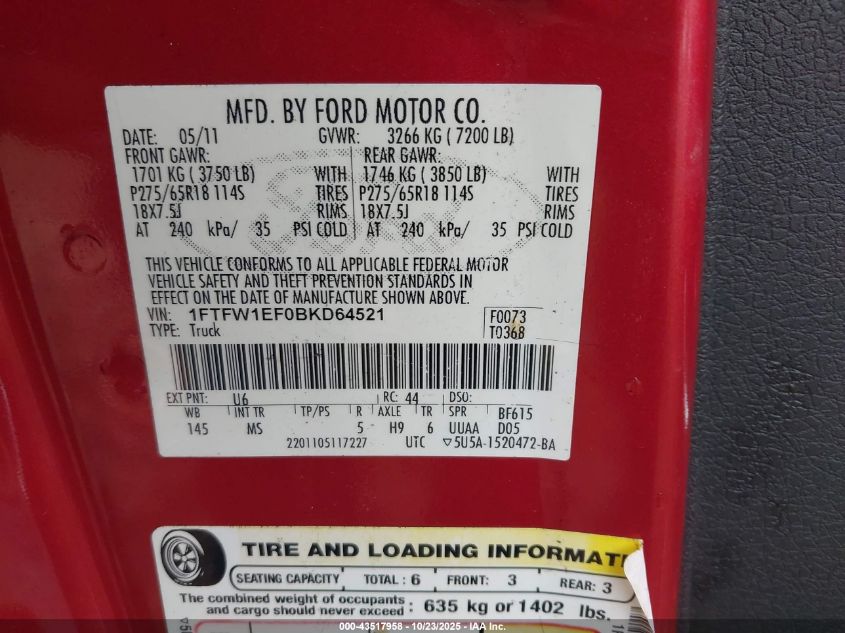 MFD. BY FORD MOTOR CO.
DATE: 05/11 GVWR: 3266 KG ( 7200 LB)
FRONT GAWR: REAR GAWR:
1701 KG ( 3750 LB) WITH 1746 KG ( 3850 LB) WITH
P275/65R18 114S TIRES P275/65R18 114S TIRES
18X7.5J RIMS 18X7.5J RIMS
AT 240 kPa/ 35 PSI COLD AT 240 kPa/ 35 PSI COLD
THIS VEHICLE CONFORMS TO ALL APPLICABLE FEDERAL MOTOR
VEHICLE SAFETY AND THEFT PREVENTION STANDARDS IN
EFFECT ON THE DATE OF MANUFACTURE SHOWN ABOVE.
VIN: 1FTFW1EF0BKD64521 F0073
TYPE: Truck T0368
EXT PNT: U6 RC: 44 DSO:
WB INT TR TP/PS R AXLE TR SPR BF615
145 MS 5 H9 6 UUAA D05
2201105117227 UTC ▽5U5A-1520472-BA
TIRE AND LOADING INFORMATI
SEATING CAPACITY TOTAL : 6 FRONT: 3 REAR: 3
The combined weight of occupants
and cargo should never exceed : 635 kg or 1402 lbs.
000-43517958 - 10/23/2025 - IAA Inc.